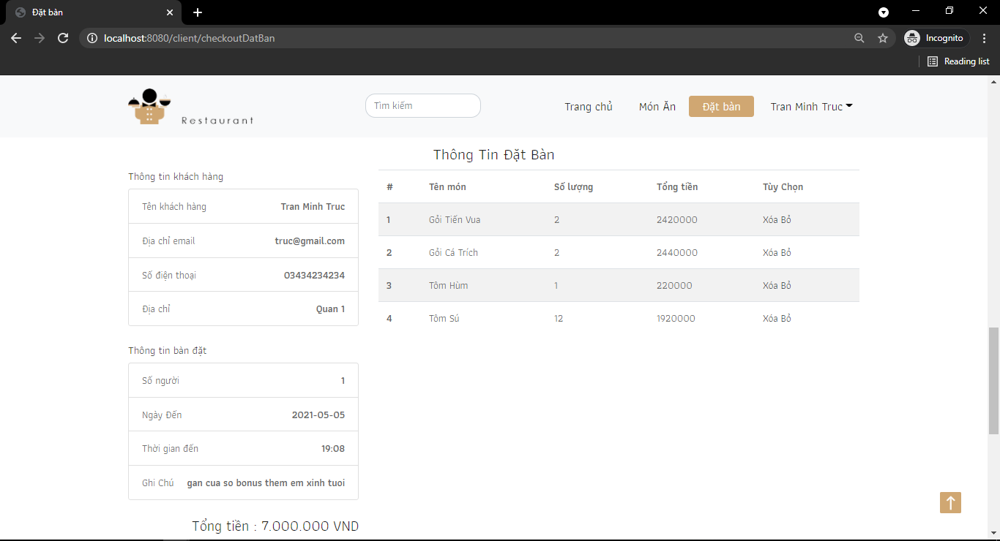 Đặt bàn
localhost:8080/client/checkoutDatBan
Incognito
Reading list
Restaurant
Tìm kiếm
Trang chủ
Món Ăn
Đặt bàn
Tran Minh Truc
Thông Tin Đặt Bàn
Thông tin khách hàng
Tên khách hàng Tran Minh Truc
Địa chỉ email truc@gmail.com
Số điện thoại 03434234234
Địa chỉ Quan 1
Thông tin bàn đặt
Số người 1
Ngày Đến 2021-05-05
Thời gian đến 19:08
Ghi Chú gan cua so bonus them em xinh tuoi
Tổng tiền : 7.000.000 VND
# Tên món Số lượng Tổng tiền Tùy Chọn
1 Gỏi Tiến Vua 2 2420000 Xóa Bỏ
2 Gỏi Cá Trích 2 2440000 Xóa Bỏ
3 Tôm Hùm 1 220000 Xóa Bỏ
4 Tôm Sú 12 1920000 Xóa Bỏ